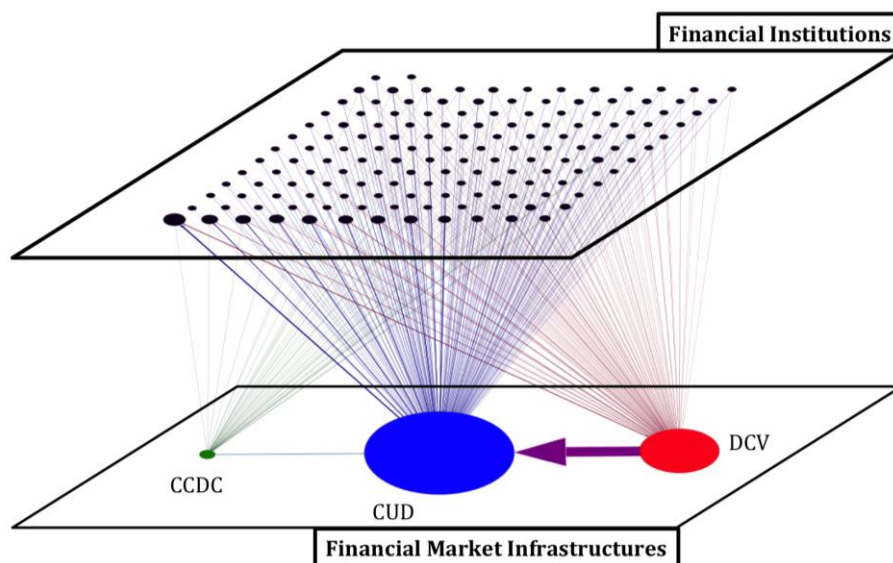 Financial Institutions
DCV
CCDC
CUD
Financial Market Infrastructures